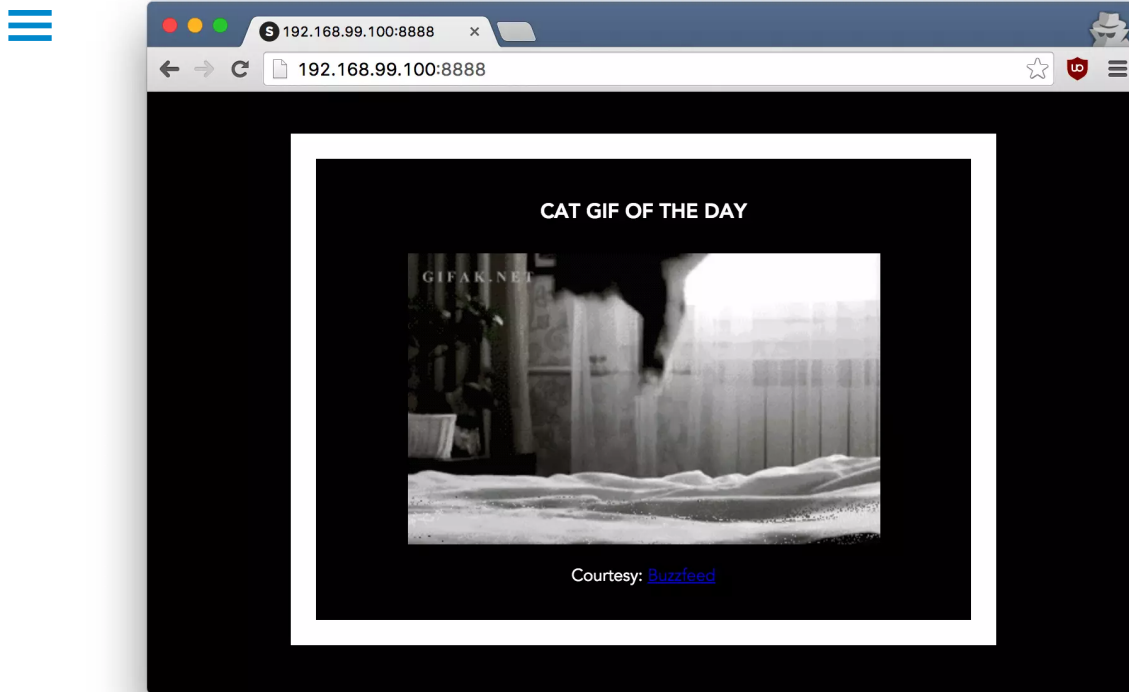 S 192.168.99.100:8888 ×
192.168.99.100:8888
CAT GIF OF THE DAY
GIFAK.NET
Courtesy: Buzzfeed